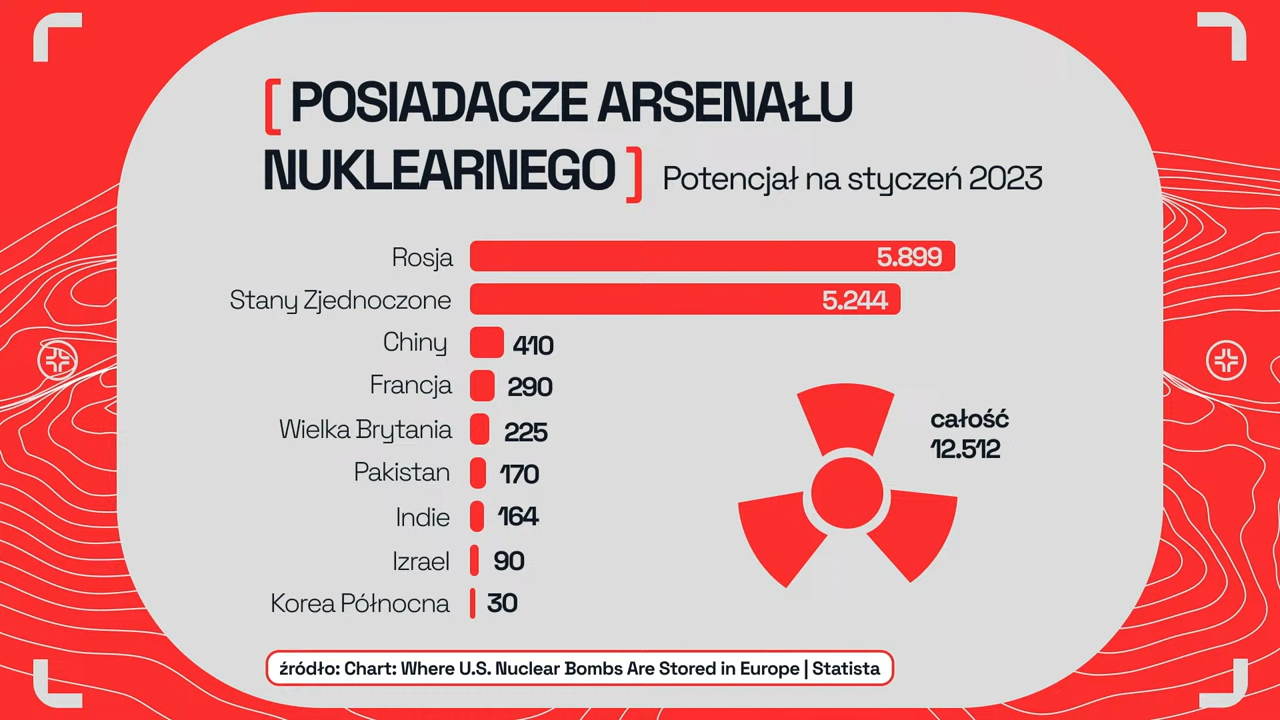 [ POSIADACZE ARSENAŁU
NUKLEARNEGO ] Potencjał na styczeń 2023
Rosja 5.899
Stany Zjednoczone 5.244
Chiny 410
Francja 290
Wielka Brytania 225
Pakistan 170
Indie 164
Izrael 90
Korea Północna 30
całość
12.512
źródło: Chart: Where U.S. Nuclear Bombs Are Stored in Europe | Statista